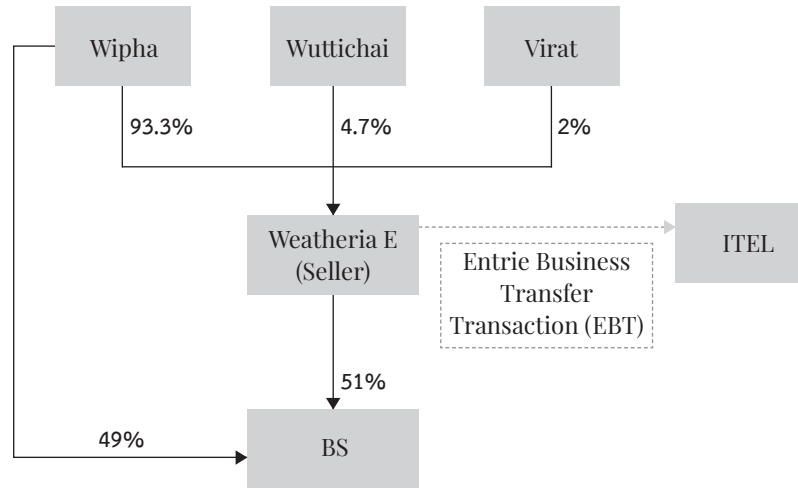 Wipha
Wuttichai
Virat
93.3%
4.7%
2%
Weatheria E
(Seller)
ITEL
Entrie Business
Transfer
Transaction (EBT)
51%
49%
BS